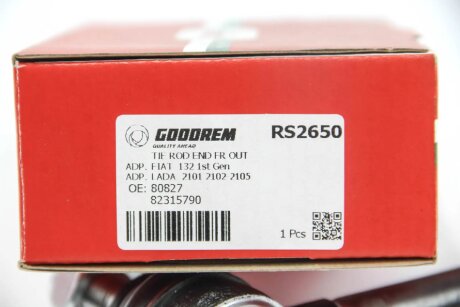 GOODREM RS2650
QUALITY AHEAD
TIE ROD END FR OUT
ADP. FIAT 132 1st Gen
ADP. LADA 2101 2102-2105
OE: 80827
82315790
1 Pcs